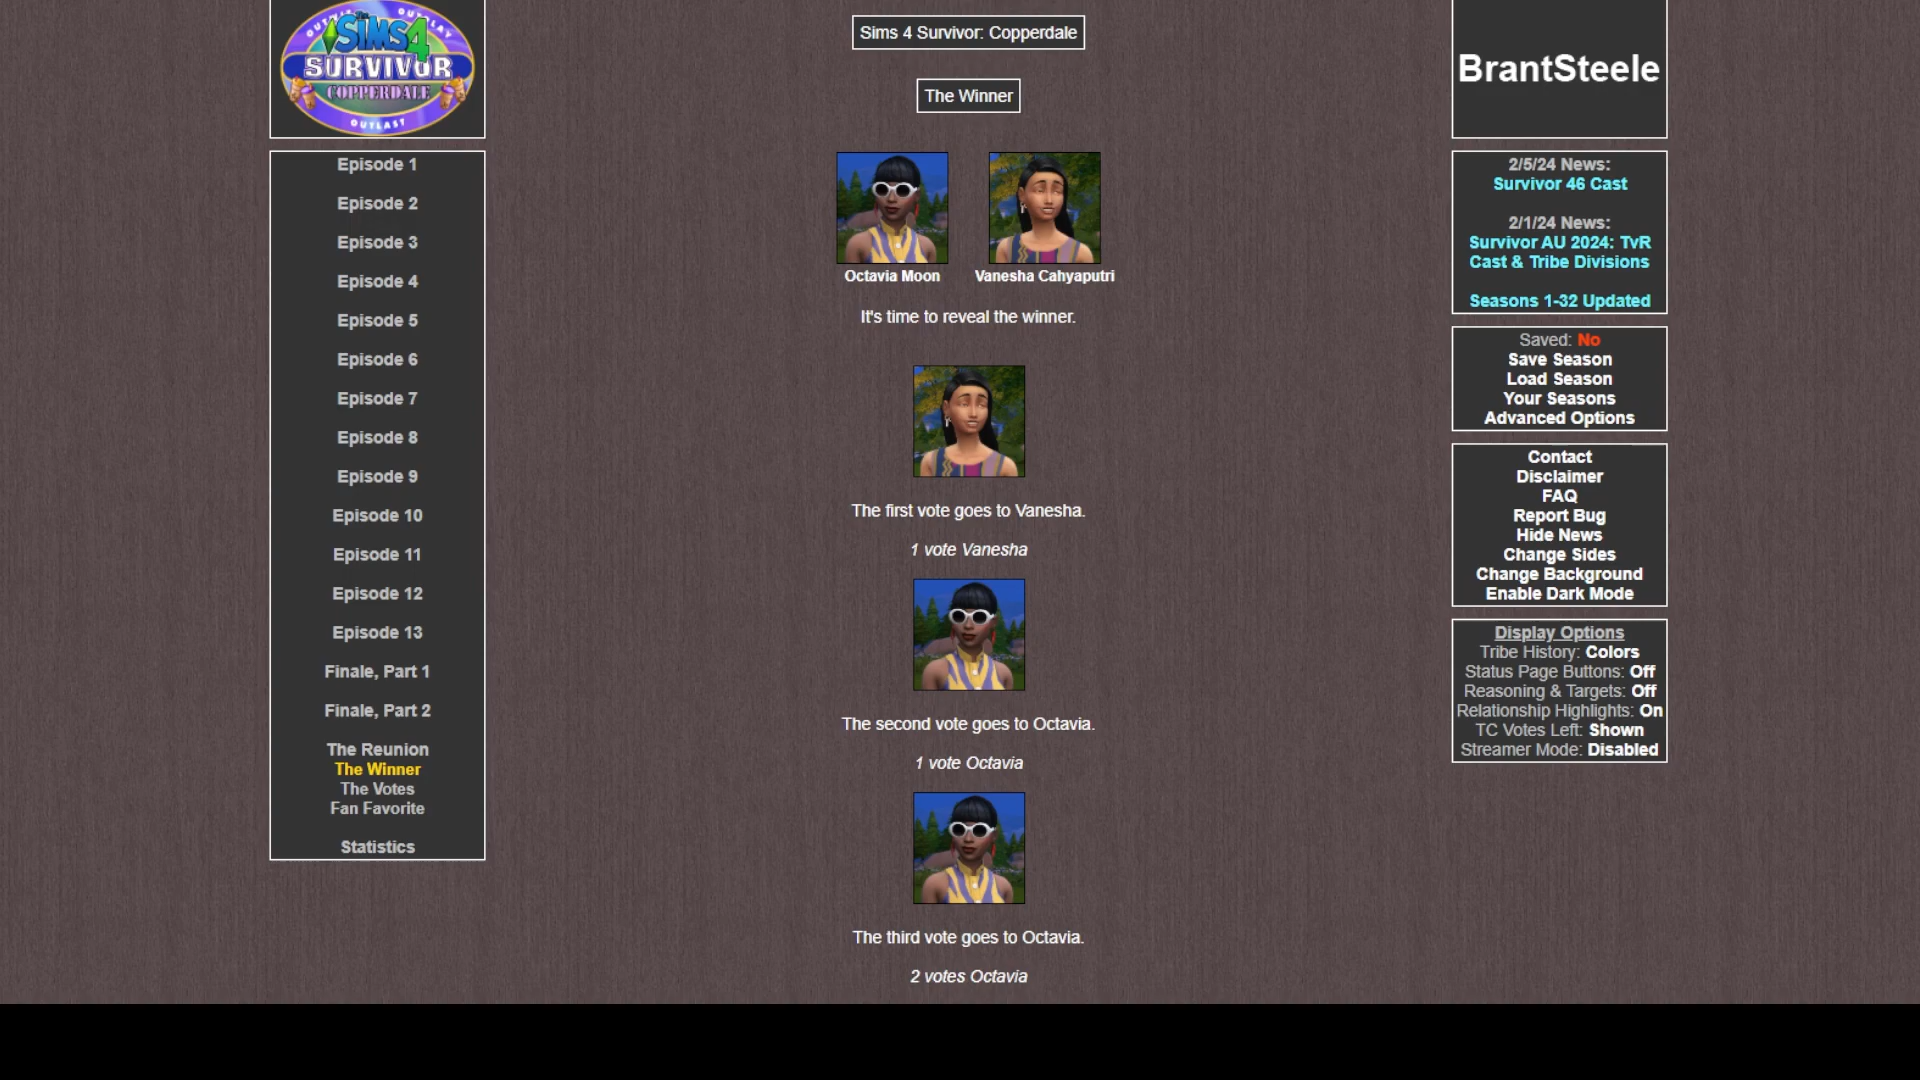 OUTWIT OUTPLAY
The SIMS 4
SURVIVOR
COPPERDALE
OUTLAST
Episode 1
Episode 2
Episode 3
Episode 4
Episode 5
Episode 6
Episode 7
Episode 8
Episode 9
Episode 10
Episode 11
Episode 12
Episode 13
Finale, Part 1
Finale, Part 2
The Reunion
The Winner
The Votes
Fan Favorite
Statistics
Sims 4 Survivor: Copperdale
The Winner
Octavia Moon
Vanesha Cahyaputri
It's time to reveal the winner.
The first vote goes to Vanesha.
1 vote Vanesha
The second vote goes to Octavia.
1 vote Octavia
The third vote goes to Octavia.
2 votes Octavia
BrantSteele
2/5/24 News:
Survivor 46 Cast
2/1/24 News:
Survivor AU 2024: TvR
Cast & Tribe Divisions
Seasons 1-32 Updated
Saved: No
Save Season
Load Season
Your Seasons
Advanced Options
Contact
Disclaimer
FAQ
Report Bug
Hide News
Change Sides
Change Background
Enable Dark Mode
Display Options
Tribe History: Colors
Status Page Buttons: Off
Reasoning & Targets: Off
Relationship Highlights: On
TC Votes Left: Shown
Streamer Mode: Disabled